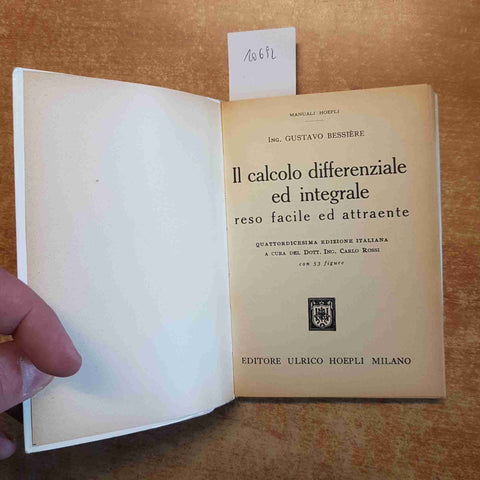 10692
MANUALI HOEPLI
ING. GUSTAVO BESSIÈRE
Il calcolo differenziale
ed integrale
reso facile ed attraente
QUATTORDICESIMA EDIZIONE ITALIANA
A CURA DEL DOTT. ING. CARLO ROSSI
con 53 figure
EDITORE ULRICO HOEPLI MILANO